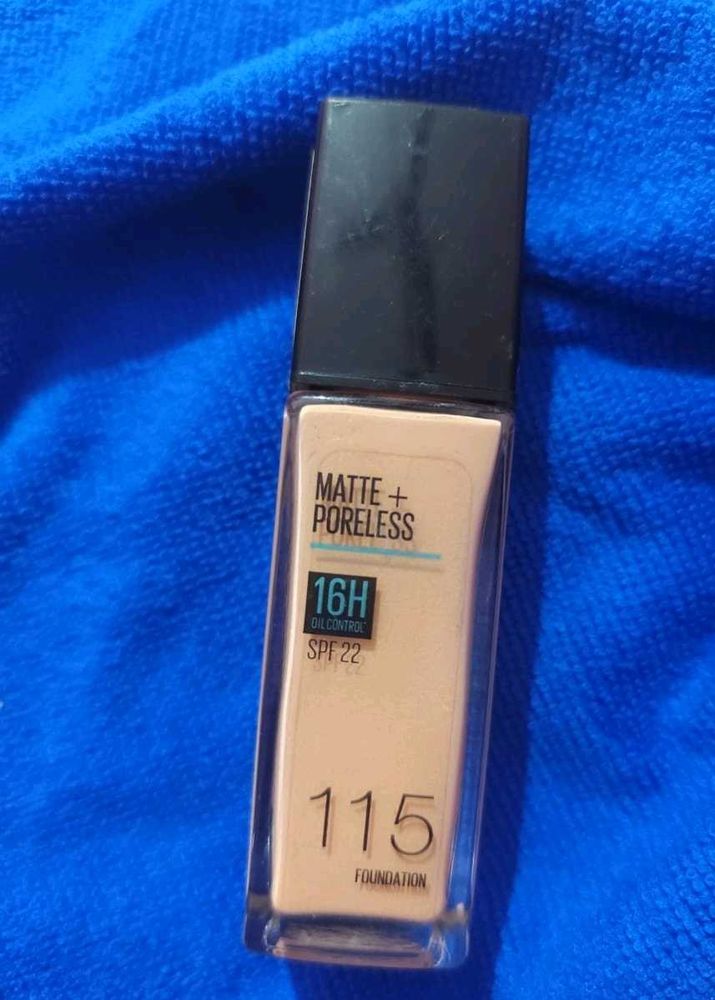 MATTE +
PORELESS
16H
OIL CONTROL
SPF 22
115
FOUNDATION